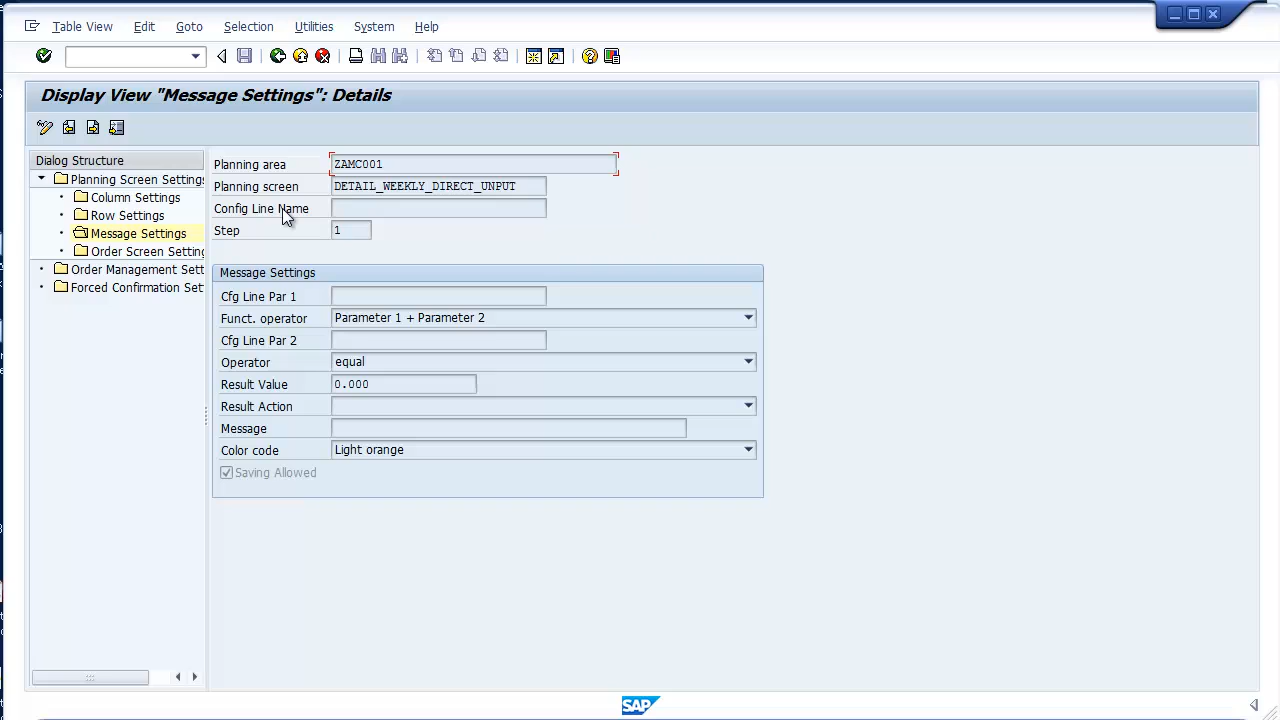 Table View Edit Goto Selection Utilities System Help
Display View "Message Settings": Details
Dialog Structure
Planning Screen Settings
Column Settings
Row Settings
Message Settings
Order Screen Setting
Order Management Sett
Forced Confirmation Set
Planning area ZAMC001
Planning screen DETAIL_WEEKLY_DIRECT_UNPUT
Config Line Name
Step 1
Message Settings
Cfg Line Par 1
Funct. operator Parameter 1 + Parameter 2
Cfg Line Par 2
Operator equal
Result Value 0.000
Result Action
Message
Color code Light orange
Saving Allowed
SAP